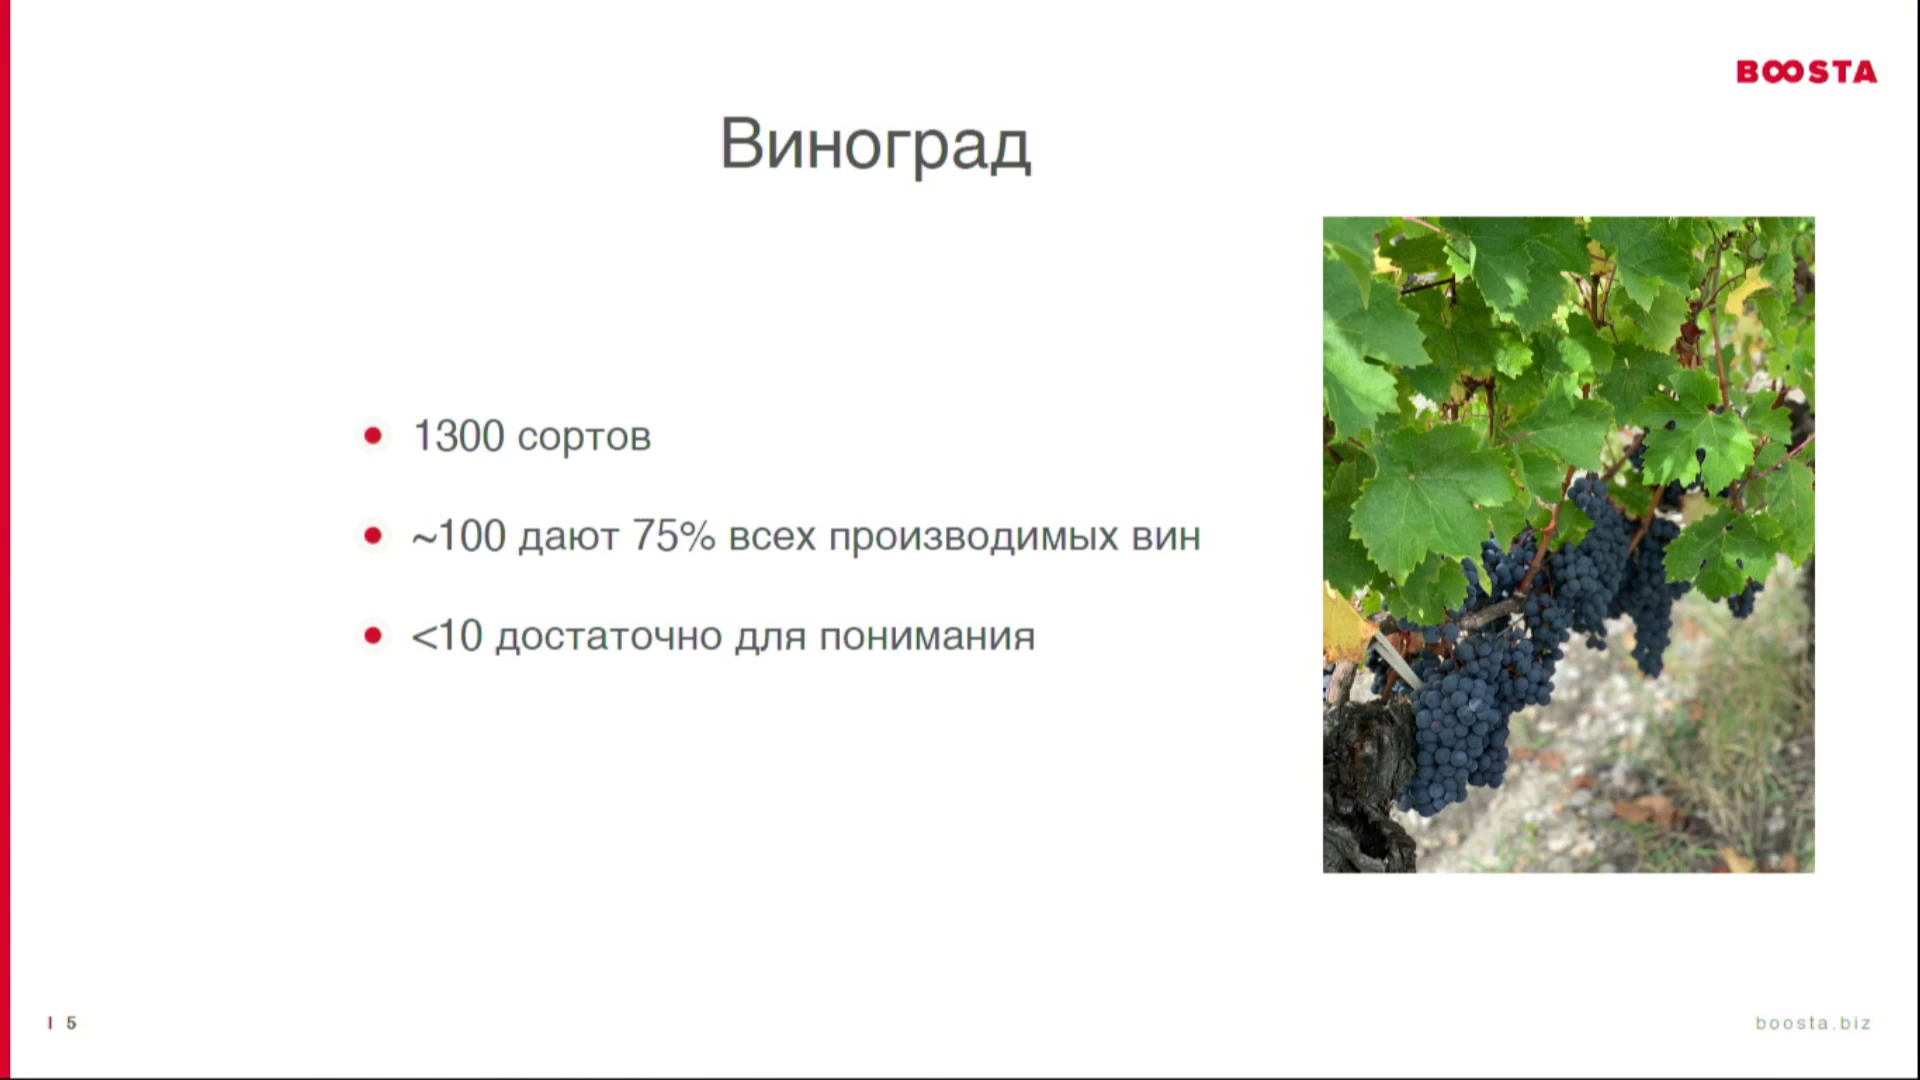 BOOSTA
Виноград
1300 сортов
~100 дают 75% всех производимых вин
<10 достаточно для понимания
| 5
boosta.biz